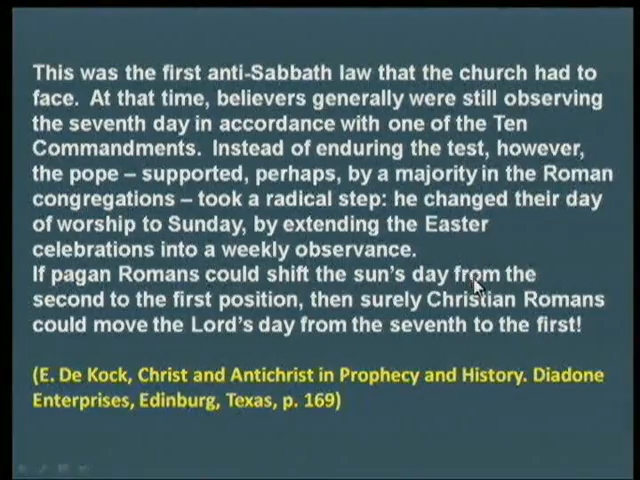 This was the first anti-Sabbath law that the church had to
face.  At that time, believers generally were still observing
the seventh day in accordance with one of the Ten
Commandments.  Instead of enduring the test, however,
the pope – supported, perhaps, by a majority in the Roman
congregations – took a radical step: he changed their day
of worship to Sunday, by extending the Easter
celebrations into a weekly observance.
If pagan Romans could shift the sun's day from the
second to the first position, then surely Christian Romans
could move the Lord's day from the seventh to the first!
(E. De Kock, Christ and Antichrist in Prophecy and History. Diadone
Enterprises, Edinburg, Texas, p. 169)